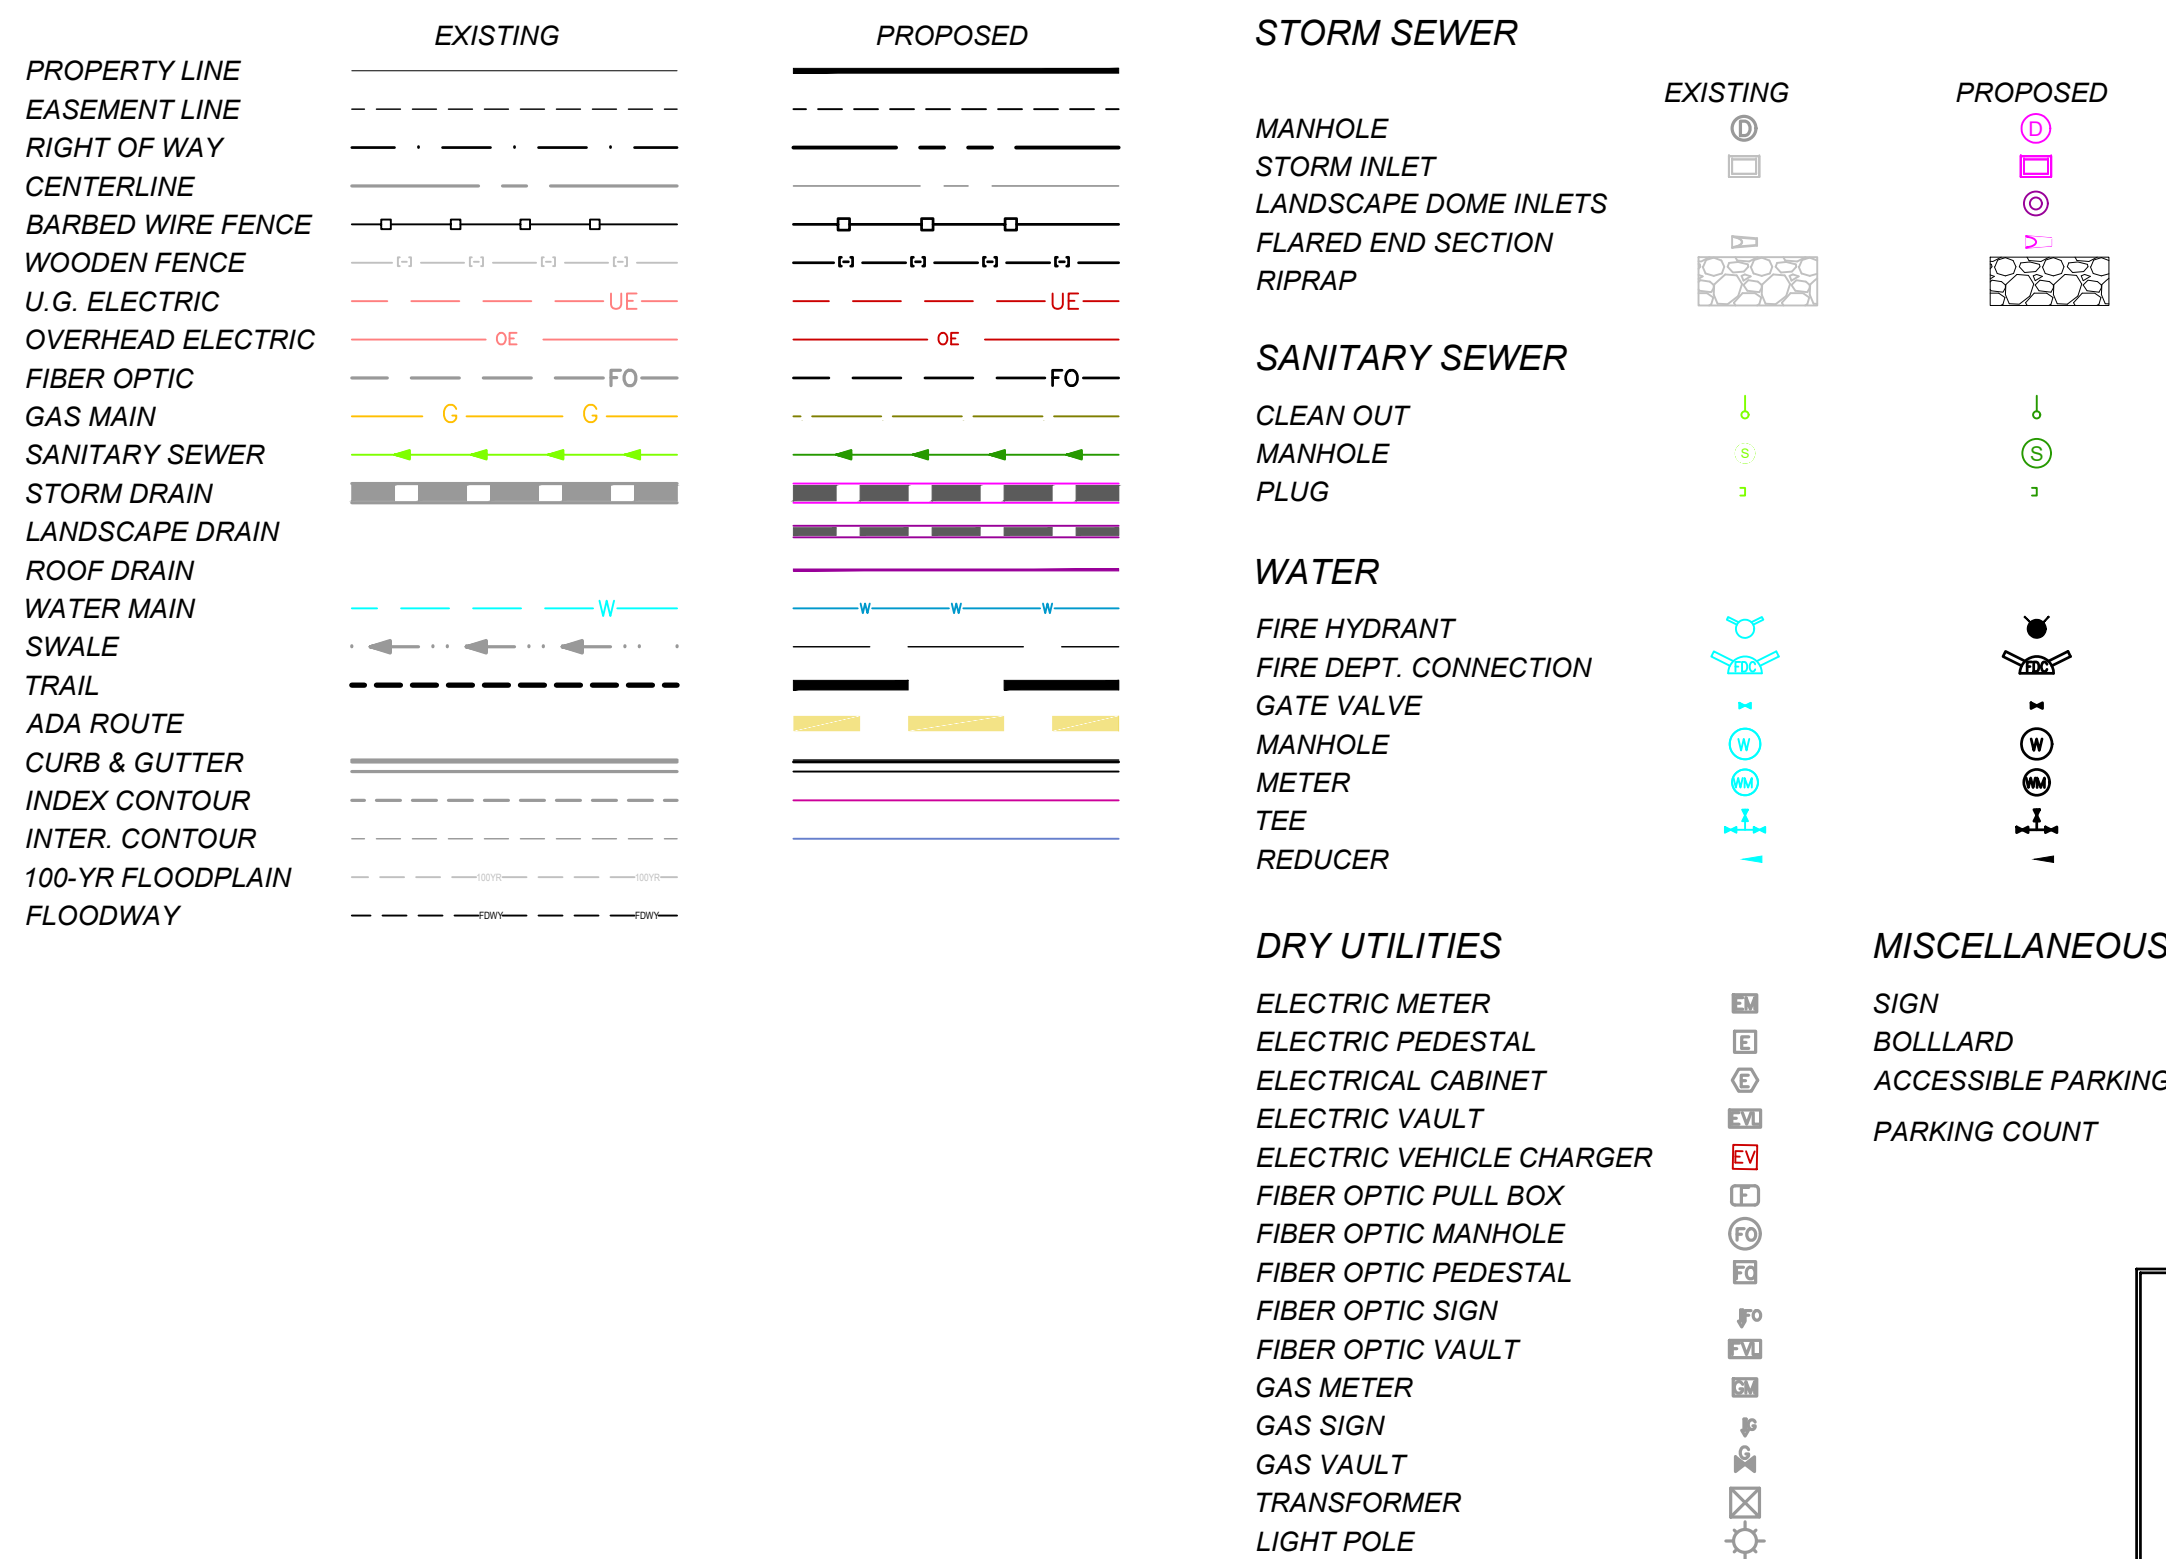 EXISTING PROPOSED
PROPERTY LINE
EASEMENT LINE
RIGHT OF WAY
CENTERLINE
BARBED WIRE FENCE
WOODEN FENCE [-] [-] [-] [-] [-] [-] [-] [-]
U.G. ELECTRIC UE UE
OVERHEAD ELECTRIC OE OE
FIBER OPTIC FO FO
GAS MAIN G G
SANITARY SEWER
STORM DRAIN
LANDSCAPE DRAIN
ROOF DRAIN
WATER MAIN W W W W
SWALE
TRAIL
ADA ROUTE
CURB & GUTTER
INDEX CONTOUR
INTER. CONTOUR
100-YR FLOODPLAIN 100YR 100YR
FLOODWAY FDWY FDWY
STORM SEWER
EXISTING PROPOSED
MANHOLE D D
STORM INLET
LANDSCAPE DOME INLETS
FLARED END SECTION
RIPRAP
SANITARY SEWER
CLEAN OUT
MANHOLE S S
PLUG
WATER
FIRE HYDRANT
FIRE DEPT. CONNECTION FDC FDC
GATE VALVE
MANHOLE W W
METER WM WM
TEE
REDUCER
DRY UTILITIES
ELECTRIC METER EM
ELECTRIC PEDESTAL E
ELECTRICAL CABINET E
ELECTRIC VAULT EVL
ELECTRIC VEHICLE CHARGER EV
FIBER OPTIC PULL BOX F
FIBER OPTIC MANHOLE FO
FIBER OPTIC PEDESTAL FO
FIBER OPTIC SIGN FO
FIBER OPTIC VAULT FVL
GAS METER GM
GAS SIGN G
GAS VAULT G
TRANSFORMER
LIGHT POLE
MISCELLANEOUS
SIGN
BOLLLARD
ACCESSIBLE PARKING
PARKING COUNT